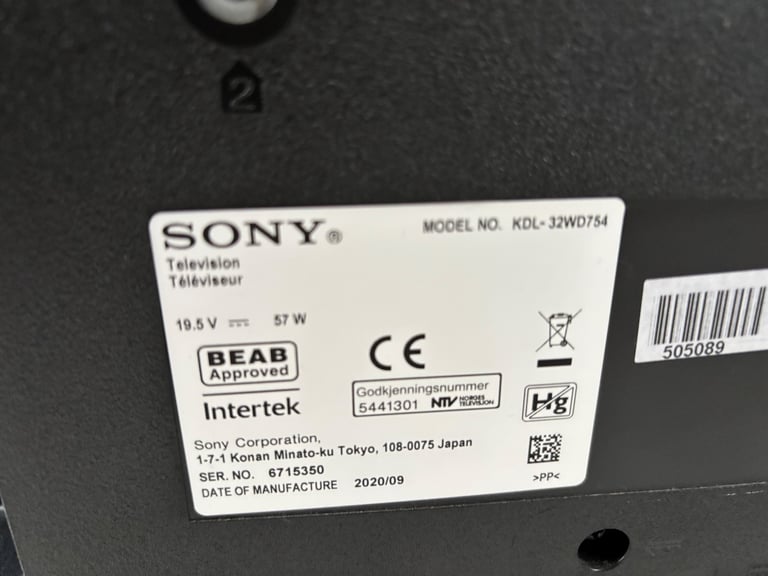 2
SONY®
MODEL NO. KDL-32WD754
Television
Téléviseur
19.5 V ⎓ 57 W
BEAB
Approved
Intertek
CE
Godkjenningsnummer
5441301 NTV NORGES TELEVISJON
Hg
Sony Corporation,
1-7-1 Konan Minato-ku Tokyo, 108-0075 Japan
SER. NO. 6715350
DATE OF MANUFACTURE 2020/09
>PP<
505089